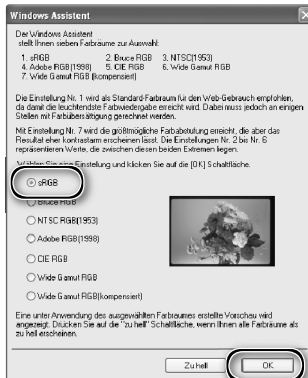 Windows Assistent
Der Windows Assistent
stellt Ihnen sieben Farbräume zur Auswahl:
1. sRGB 2. Bruce RGB 3. NTSC(1953)
4. Adobe RGB(1998) 5. CIE RGB 6. Wide Gamut RGB
7. Wide Gamut RGB (kompensiert)
Die Einstellung Nr. 1 wird als Standard-Farbraum für den Web-Gebrauch empfohlen,
da damit die leuchtendste Farbwiedergabe erreicht wird. Dabei muss jedoch an einigen
Stellen mit Farbübersättigung gerechnet werden.
Mit Einstellung Nr. 7 wird die größtmögliche Farbabstufung erreicht, die aber das
Resultat eher kontrastarm erscheinen lässt. Die Einstellungen Nr. 2 bis Nr. 6
repräsentieren Werte, die zwischen diesen beiden Extremen liegen.
Wählen Sie eine Einstellung und klicken Sie auf die [OK] Schaltfläche.
sRGB
Bruce RGB
NTSC RGB(1953)
Adobe RGB(1998)
CIE RGB
Wide Gamut RGB
Wide Gamut RGB(kompensiert)
Eine unter Anwendung des ausgewählten Farbraumes erstellte Vorschau wird
angezeigt. Drücken Sie auf die "zu hell" Schaltfläche, wenn Ihnen alle Farbräume als
zu hell erscheinen.
Zu hell OK